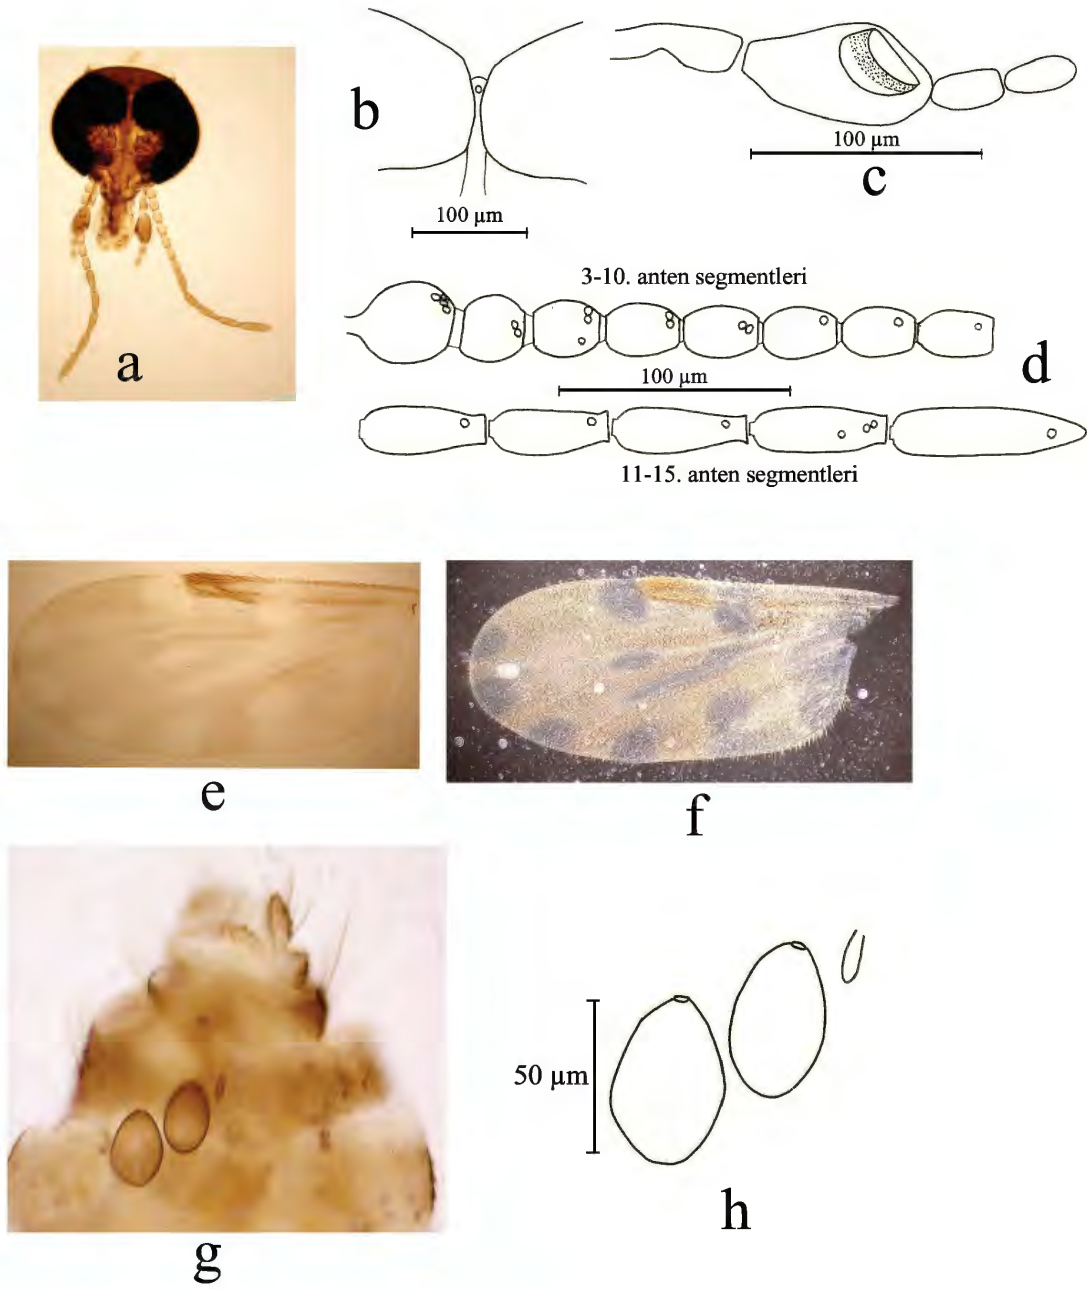 a
b
100 µm
100 µm
c
3-10. anten segmentleri
100 µm
d
11-15. anten segmentleri
e
f
g
50 µm
h